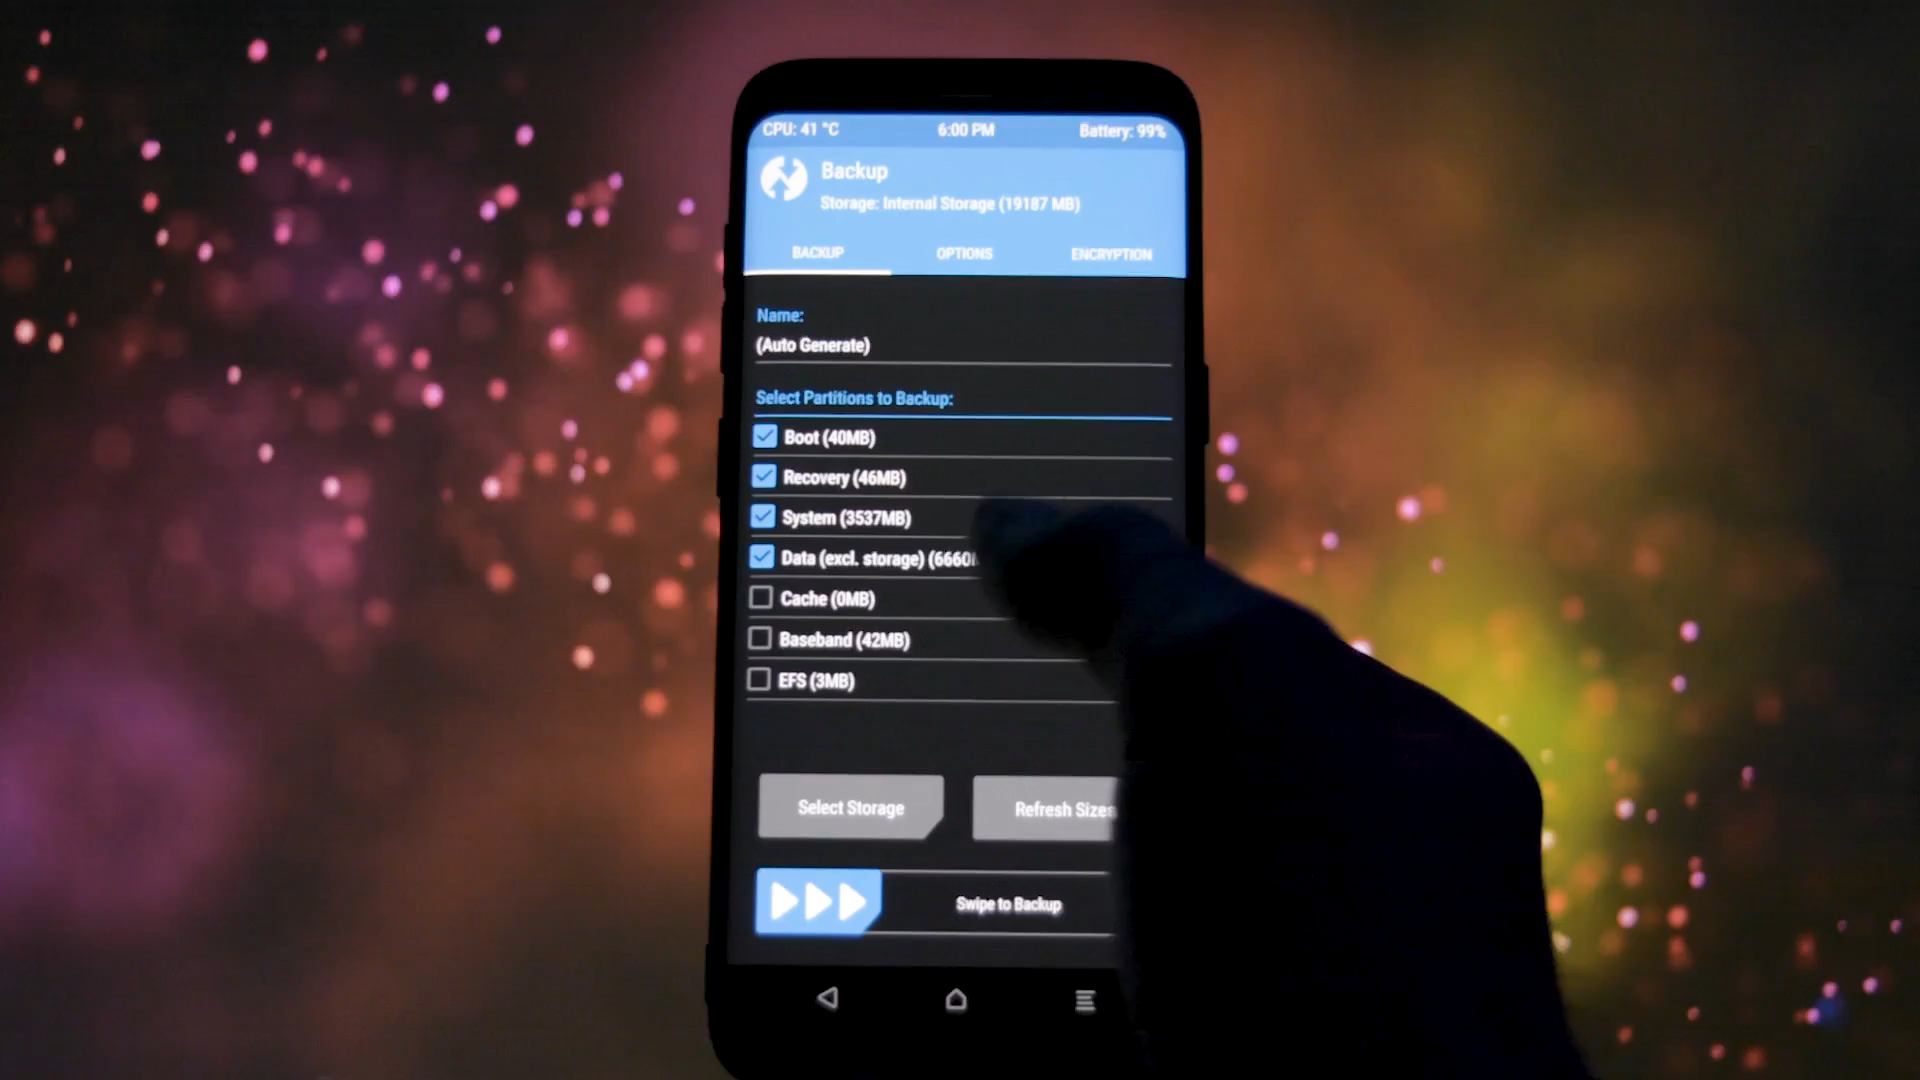 CPU: 41 °C 6:00 PM Battery: 99%
Backup
Storage: Internal Storage (19187 MB)
BACKUP OPTIONS ENCRYPTION
Name:
(Auto Generate)
Select Partitions to Backup:
Boot (40MB)
Recovery (46MB)
System (3537MB)
Data (excl. storage) (6660
Cache (0MB)
Baseband (42MB)
EFS (3MB)
Select Storage Refresh Sizes
Swipe to Backup